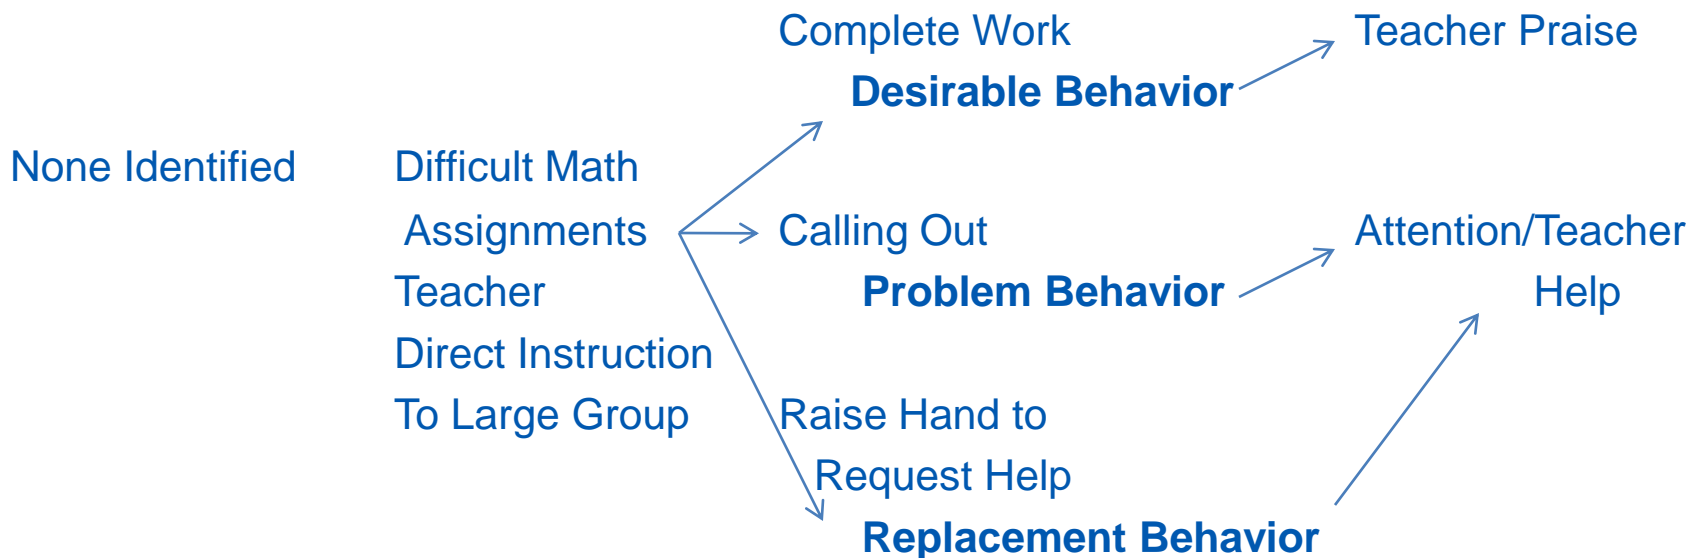 Complete Work
Teacher Praise
Desirable Behavior
None Identified
Difficult Math
Assignments
Calling Out
Attention/Teacher
Teacher
Problem Behavior
Help
Direct Instruction
To Large Group
Raise Hand to
Request Help
Replacement Behavior